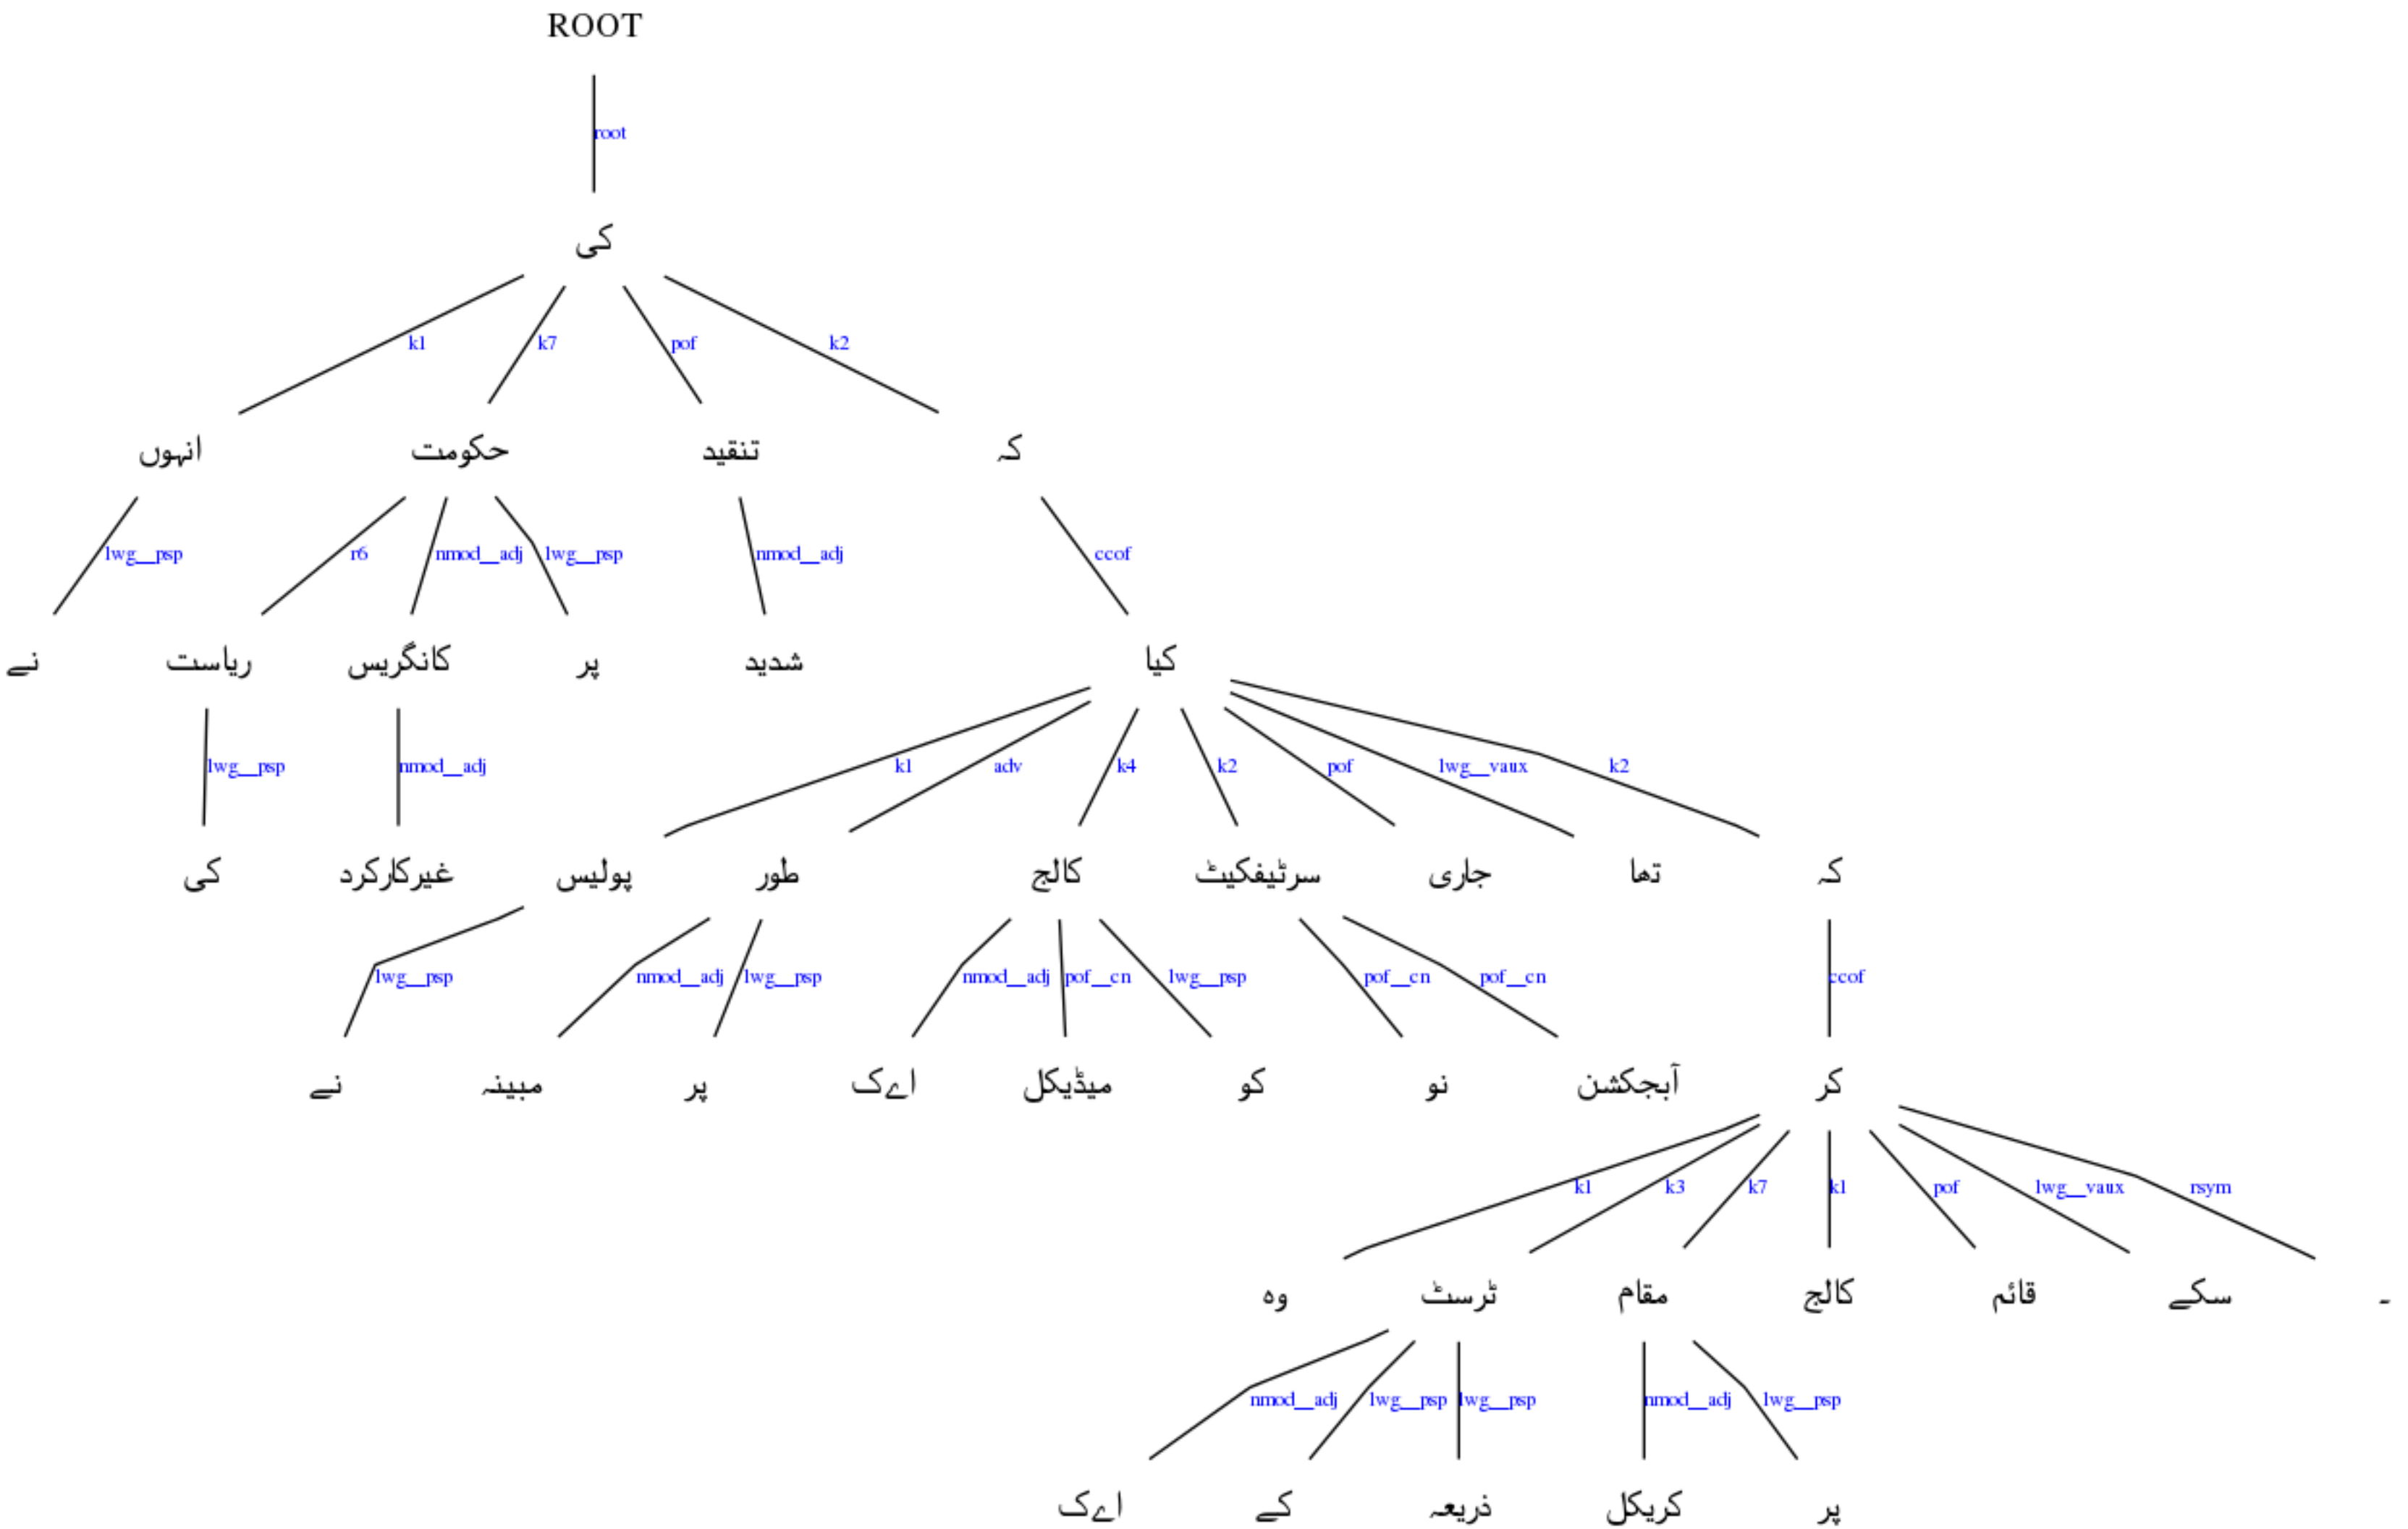 ROOT
root
کی
k1 k7 pof k2
انہوں حکومت تنقید کہ
lwg__psp r6 nmod__adj lwg__psp nmod__adj ccof
نے ریاست کانگریس پر شدید کیا
lwg__psp nmod__adj k1 adv k4 k2 pof lwg__vaux k2
کی غیرکارکرد پولیس طور کالج سرٹیفکیٹ جاری تھا کہ
lwg__psp nmod__adj lwg__psp nmod__adj pof__cn lwg__psp pof__cn pof__cn ccof
نے مبینہ پر اےک میڈیکل کو نو آبجکشن کر
k1 k3 k7 k1 pof lwg__vaux rsym
وہ ٹرسٹ مقام کالج قائم سکے ۔
nmod__adj lwg__psp lwg__psp nmod__adj lwg__psp
اےک کے ذریعہ کریکل پر